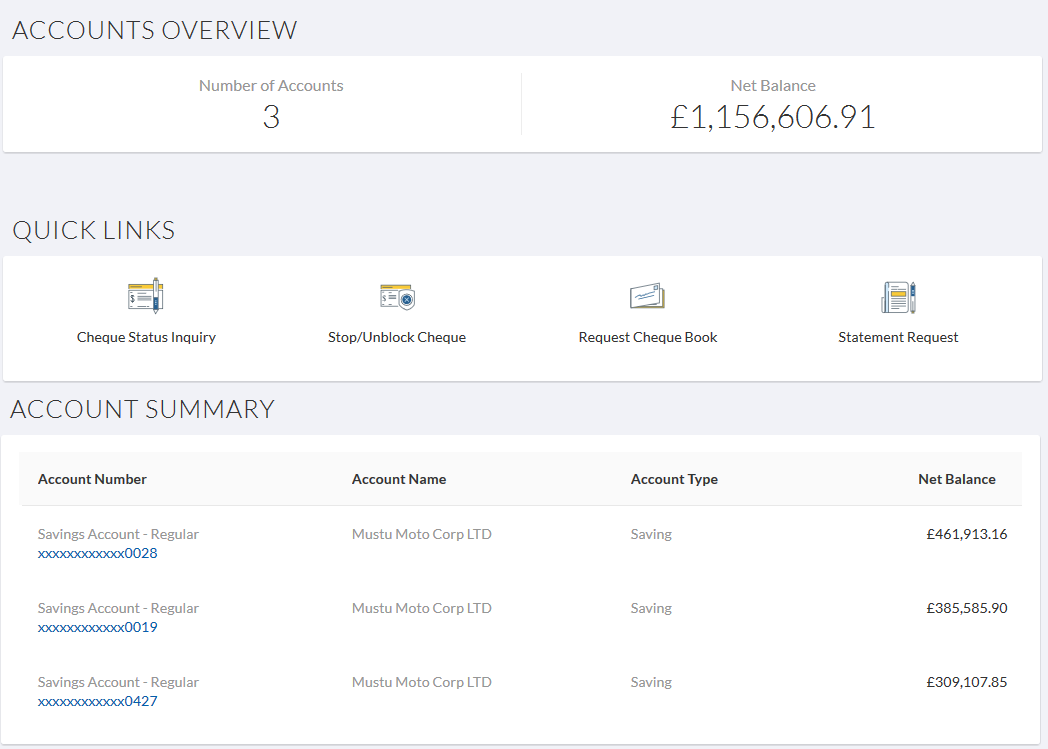 ACCOUNTS OVERVIEW
Number of Accounts Net Balance
3 £1,156,606.91
QUICK LINKS
Cheque Status Inquiry Stop/Unblock Cheque Request Cheque Book Statement Request
ACCOUNT SUMMARY
Account Number Account Name Account Type Net Balance
Savings Account - Regular Mustu Moto Corp LTD Saving £461,913.16
xxxxxxxxxxxx0028
Savings Account - Regular Mustu Moto Corp LTD Saving £385,585.90
xxxxxxxxxxxx0019
Savings Account - Regular Mustu Moto Corp LTD Saving £309,107.85
xxxxxxxxxxxx0427